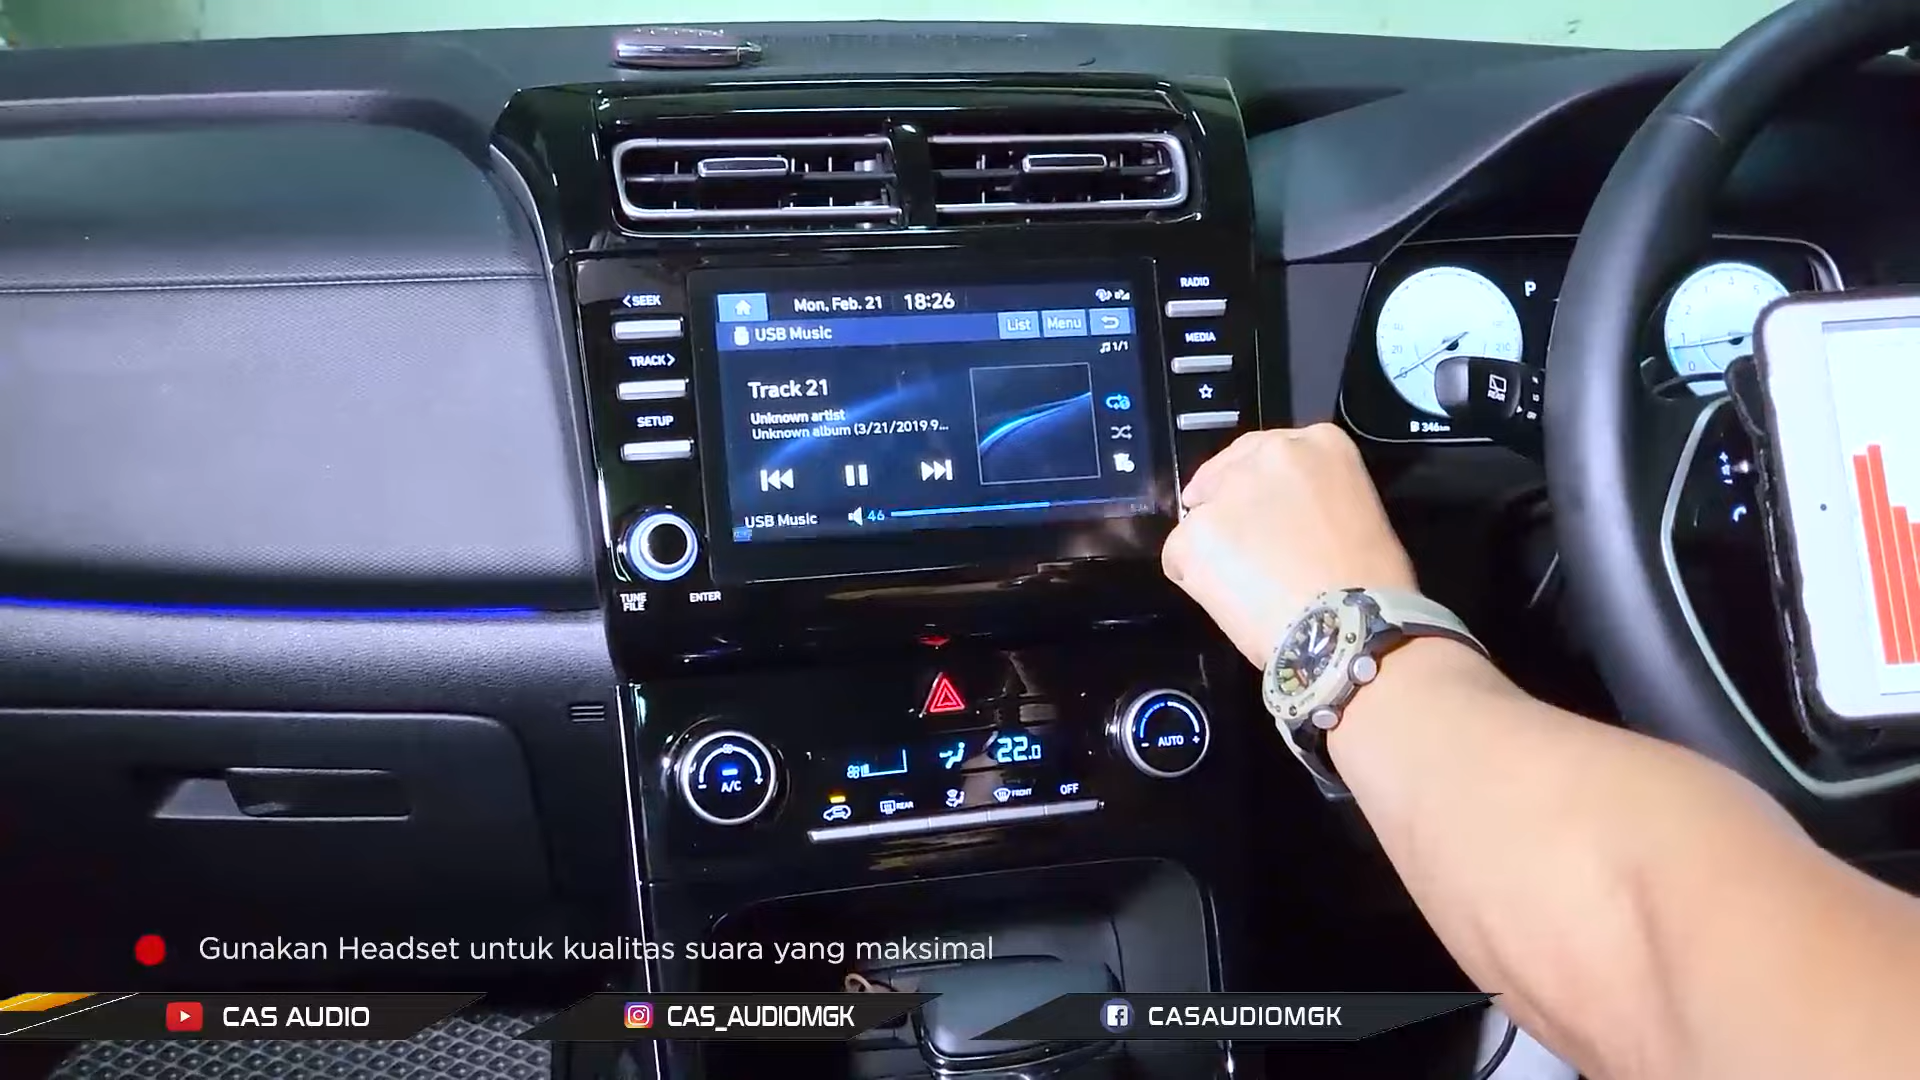 <SEEK
TRACK>
SETUP
TUNE
FILE
ENTER
Mon, Feb. 21
18:26
USB Music
List
Menu
1/1
Track 21
Unknown artist
Unknown album (3/21/2019 9...
USB Music
46
RADIO
MEDIA
P
REAR
346km
A/C
22.0
AUTO
REAR
FRONT
OFF
Gunakan Headset untuk kualitas suara yang maksimal
CAS AUDIO
CAS_AUDIOMGK
CASAUDIOMGK